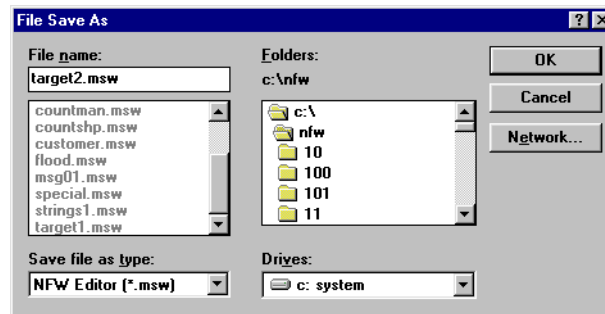 File Save As
File name:
target2.msw
countman.msw
countshp.msw
customer.msw
flood.msw
msg01.msw
special.msw
strings1.msw
target1.msw
Save file as type:
NFW Editor (*.msw)
Folders:
c:\nfw
c:\
nfw
10
100
101
11
Drives:
c: system
OK
Cancel
Network...